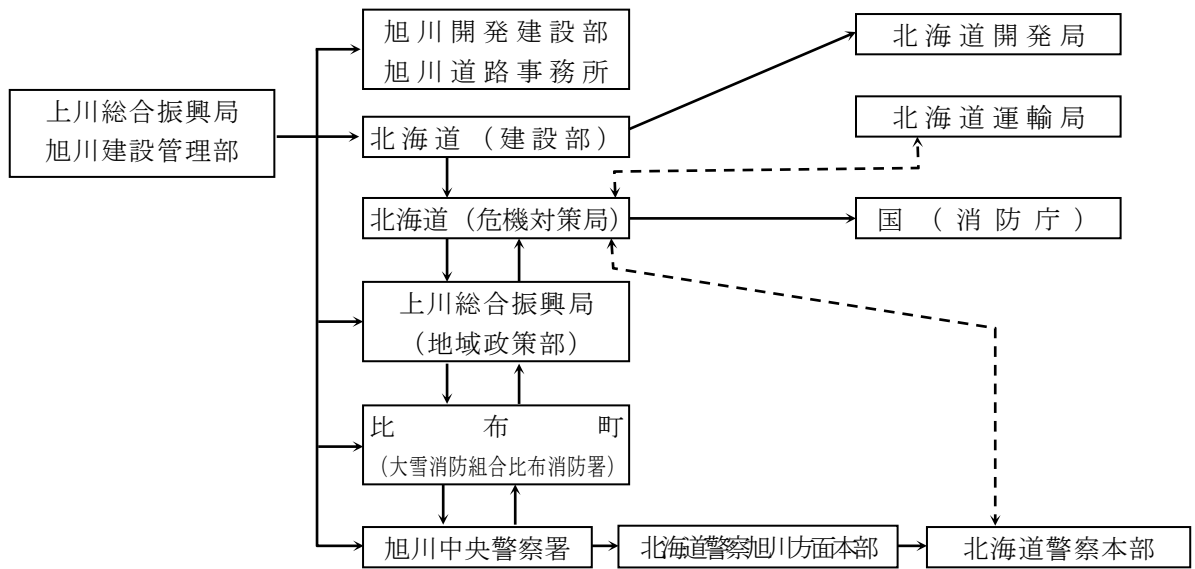 上川総合振興局
旭川建設管理部
旭川開発建設部
旭川道路事務所
北海道（建設部）
北海道（危機対策局）
上川総合振興局
（地域政策部）
比布町
（大雪消防組合比布消防署）
旭川中央警察署
北海道警察旭川方面本部
北海道警察本部
北海道開発局
北海道運輸局
国（消防庁）